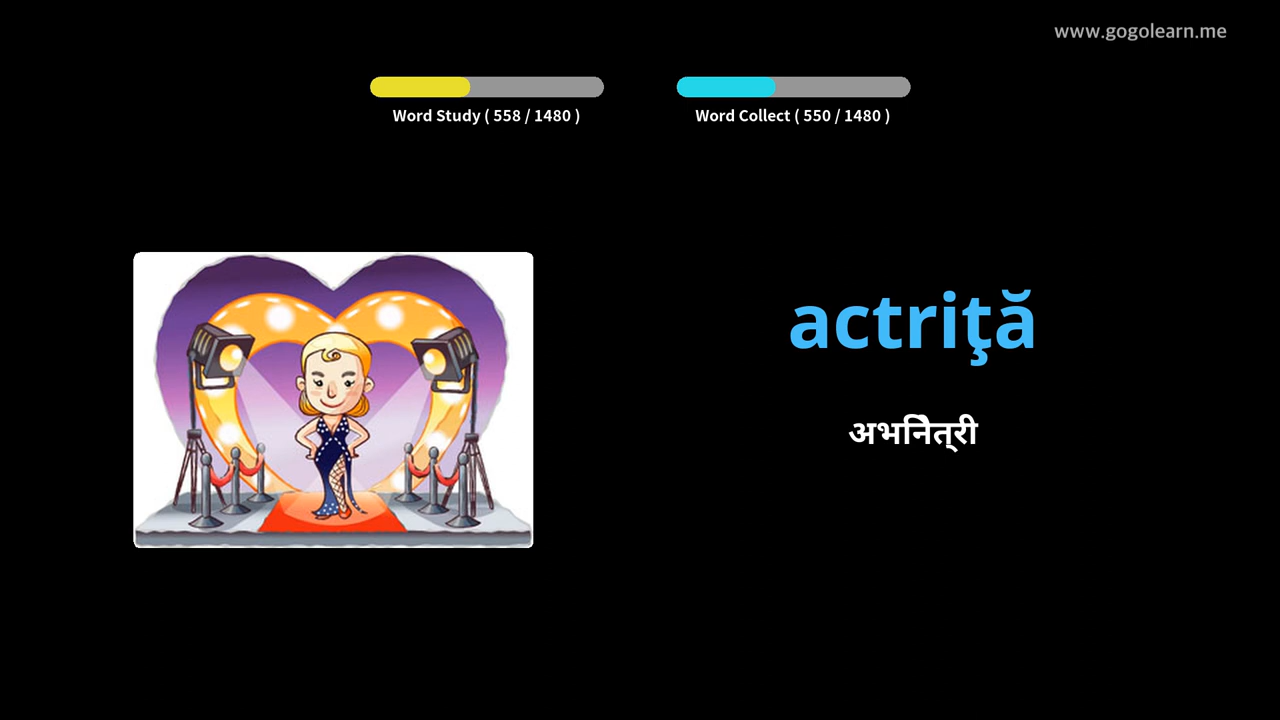 www.gogolearn.me
Word Study ( 558 / 1480 )
Word Collect ( 550 / 1480 )
actriţă
अभिनेत्री